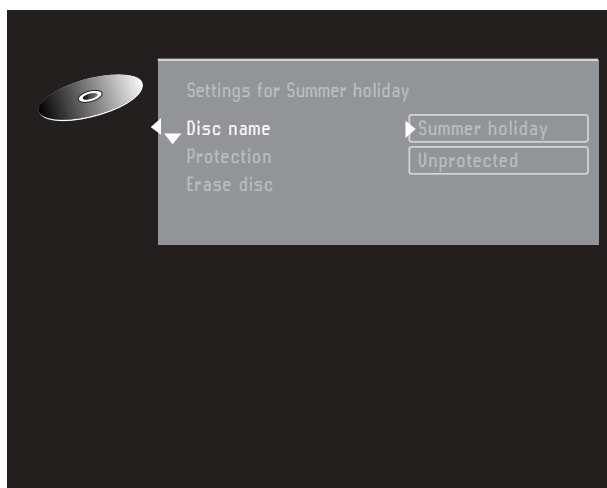 Settings for Summer holiday
Disc name Summer holiday
Protection Unprotected
Erase disc